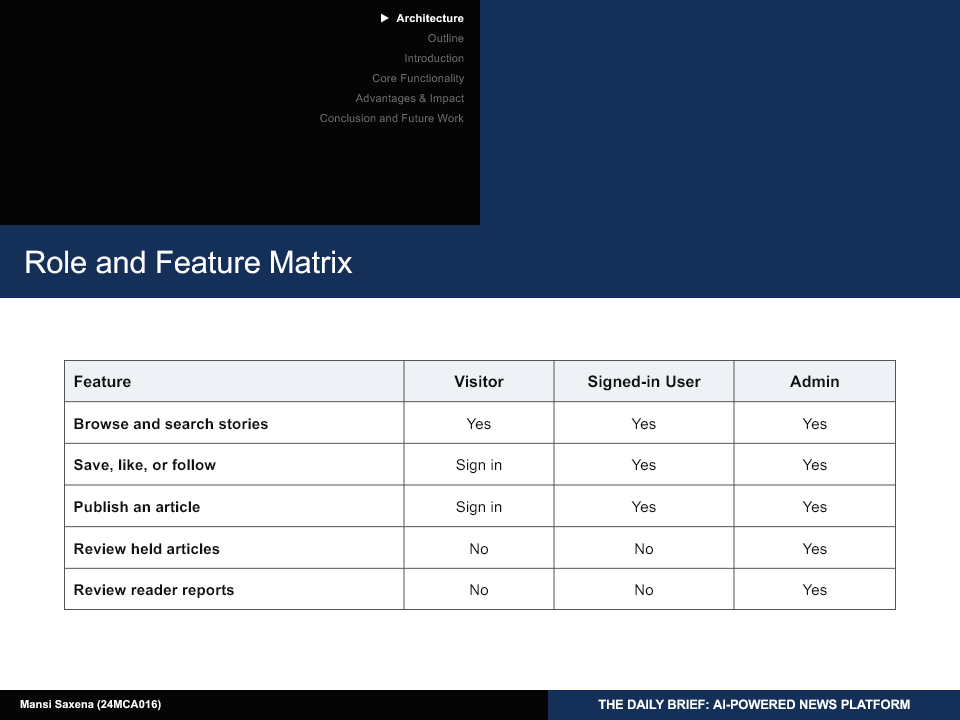 ▶ Architecture
Outline
Introduction
Core Functionality
Advantages & Impact
Conclusion and Future Work
Role and Feature Matrix
Feature Visitor Signed-in User Admin
Browse and search stories Yes Yes Yes
Save, like, or follow Sign in Yes Yes
Publish an article Sign in Yes Yes
Review held articles No No Yes
Review reader reports No No Yes
Mansi Saxena (24MCA016) THE DAILY BRIEF: AI-POWERED NEWS PLATFORM